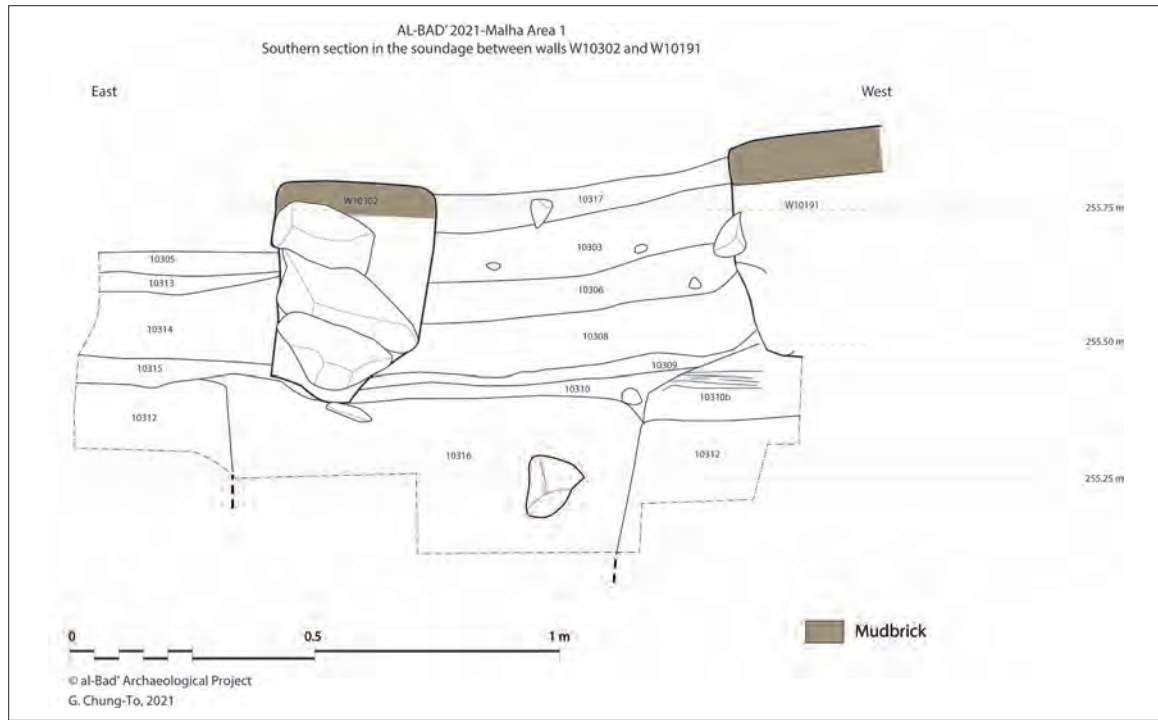 AL-BAD' 2021-Malha Area 1
Southern section in the soundage between walls W10302 and W10191
East
West
W10302
10317
W10191
255.75 m
10303
10305
10313
10306
10314
10308
255.50 m
10315
10309
10310
10310b
10312
10316
10312
255.25 m
0
0.5
1 m
Mudbrick
© al-Bad' Archaeological Project
G. Chung-To, 2021